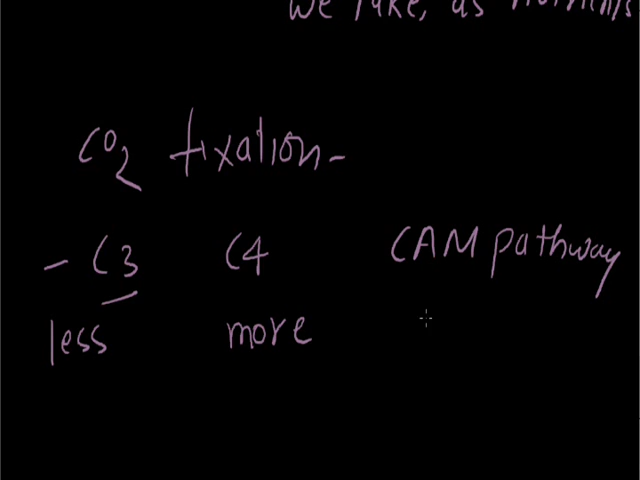 we take, as
CO2 fixation-
- C3 C4 CAM pathway
less more